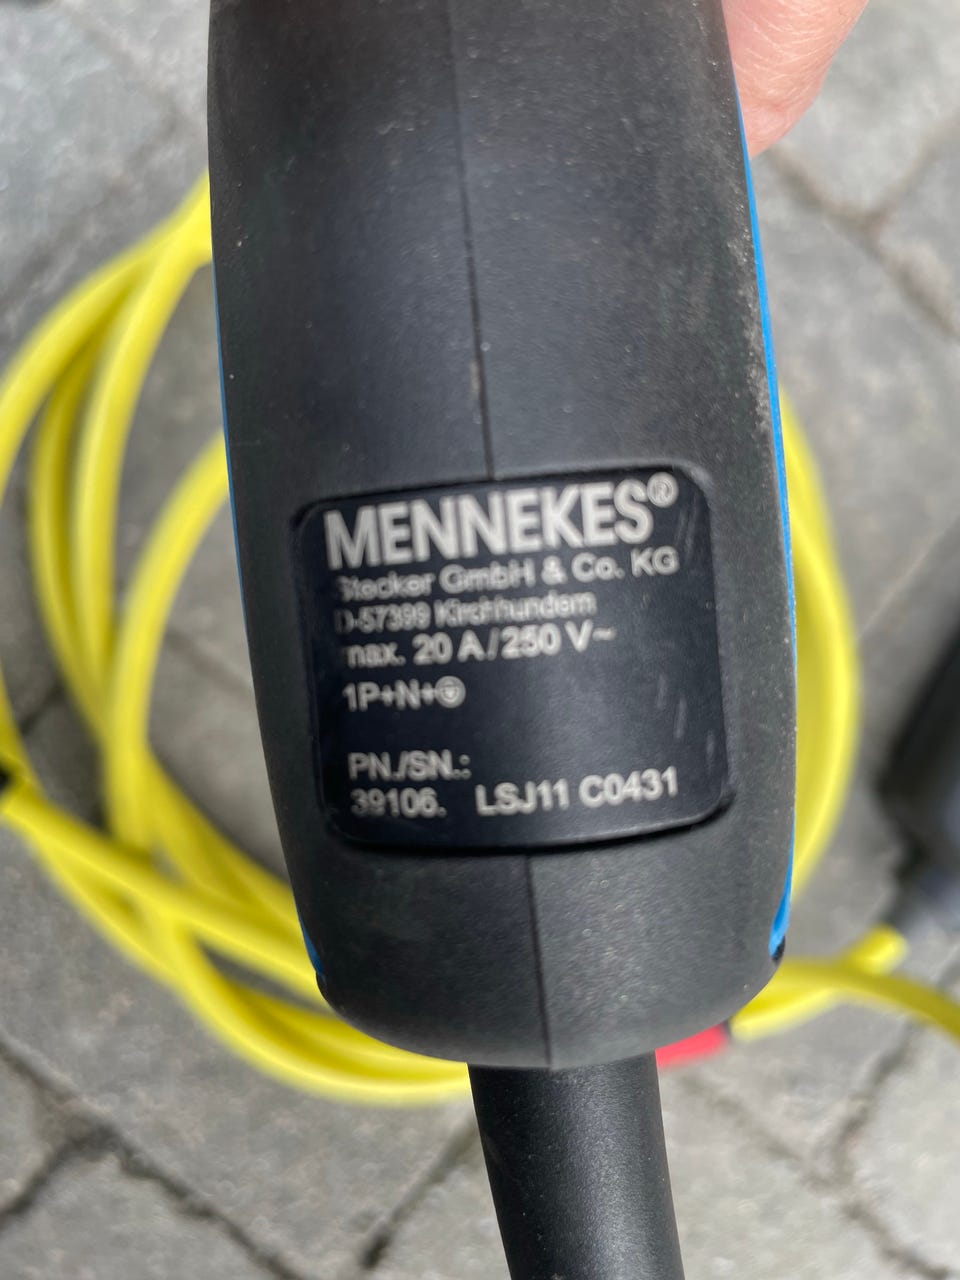 MENNEKES®
Stecker GmbH & Co. KG
D-57399 Kirchhundem
max. 20 A/250 V~
1P+N+⏚
PN./SN.:
39106. LSJ11 C0431